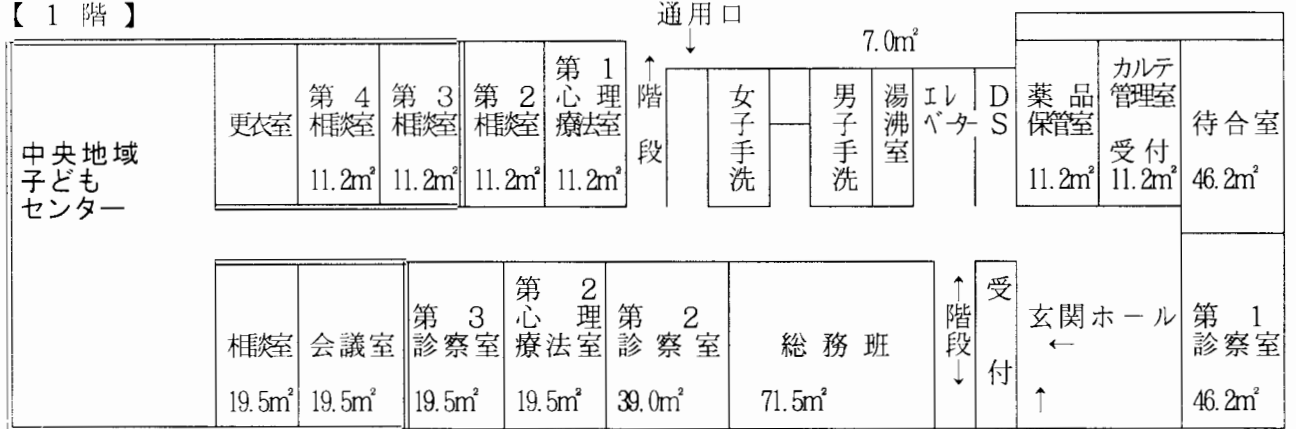 【 1 階 】
通用口
↓
7.0㎡
中央地域
子ども
センター
更衣室
第 4
相談室
11.2㎡
第 3
相談室
11.2㎡
第 2
相談室
11.2㎡
第 1
心 理
療法室
11.2㎡
↑
階
段
女子手洗
男子手洗
湯沸室
エレ
ベター
DS
薬 品
保管室
11.2㎡
カルテ
管理室
受付
11.2㎡
待合室
46.2㎡
相談室
19.5㎡
会議室
19.5㎡
第 3
診察室
19.5㎡
第 2
心 理
療法室
19.5㎡
第 2
診察室
39.0㎡
総務班
71.5㎡
↑
階
段
↓
受付
玄関ホール
←
↑
第 1
診察室
46.2㎡